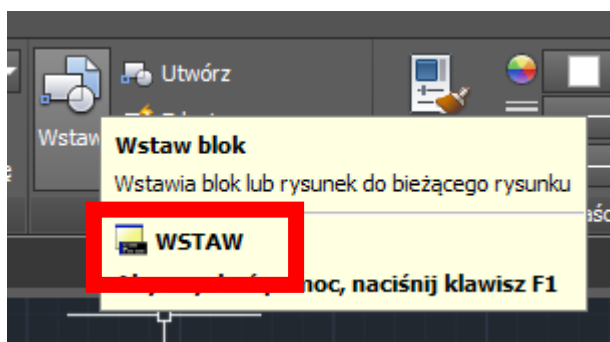 Utwórz
Wstaw
Wstaw blok
Wstawia blok lub rysunek do bieżącego rysunku
WSTAW
naciśnij klawisz F1